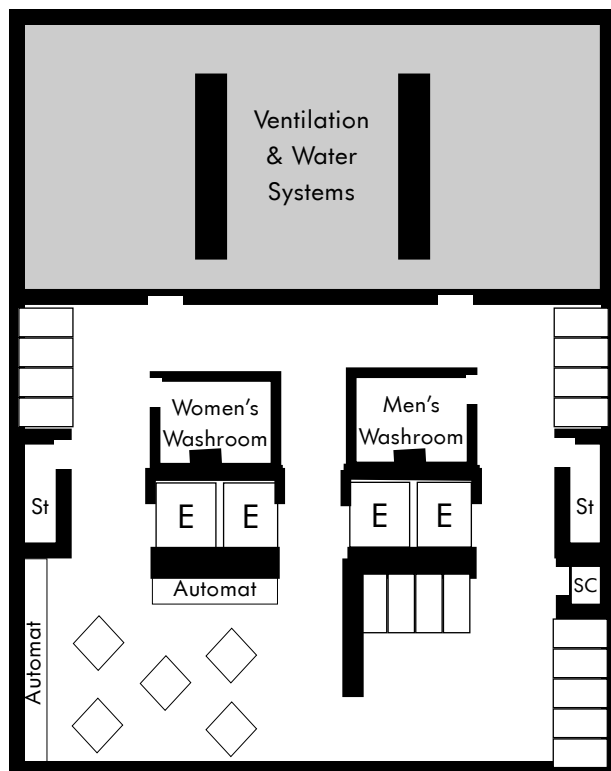 Ventilation
& Water
Systems
Women's
Washroom
Men's
Washroom
St
E
E
E
E
St
Automat
SC
Automat